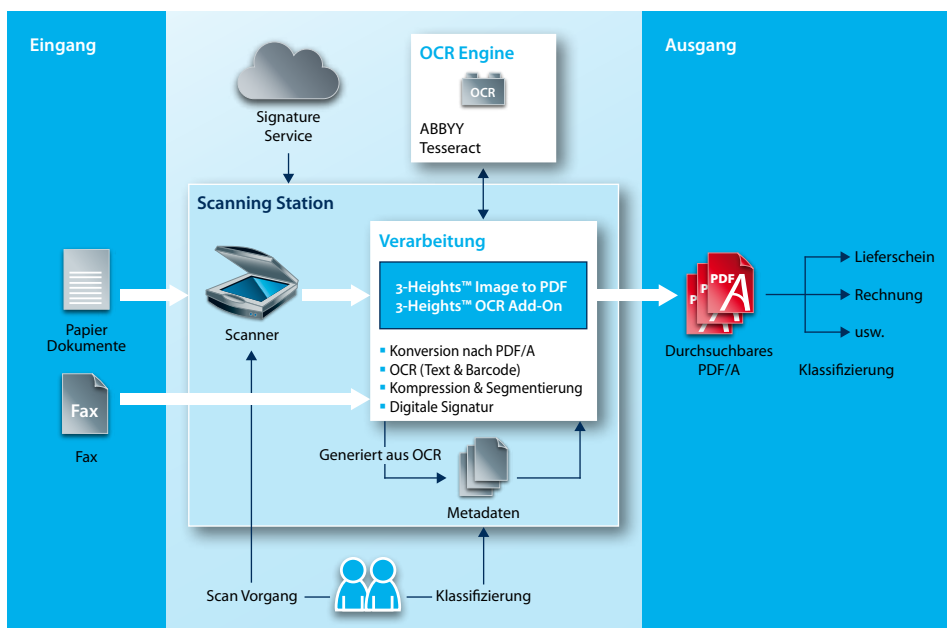 Eingang
Signature
Service
OCR Engine
OCR
ABBYY
Tesseract
Ausgang
Scanning Station
Papier
Dokumente
Fax
Fax
Scanner
Verarbeitung
3-Heights™ Image to PDF
3-Heights™ OCR Add-On
Konversion nach PDF/A
OCR (Text & Barcode)
Kompression & Segmentierung
Digitale Signatur
Generiert aus OCR
Metadaten
Scan Vorgang
Klassifizierung
P
P
PDF
Durchsuchbares
PDF/A
Lieferschein
Rechnung
usw.
Klassifizierung